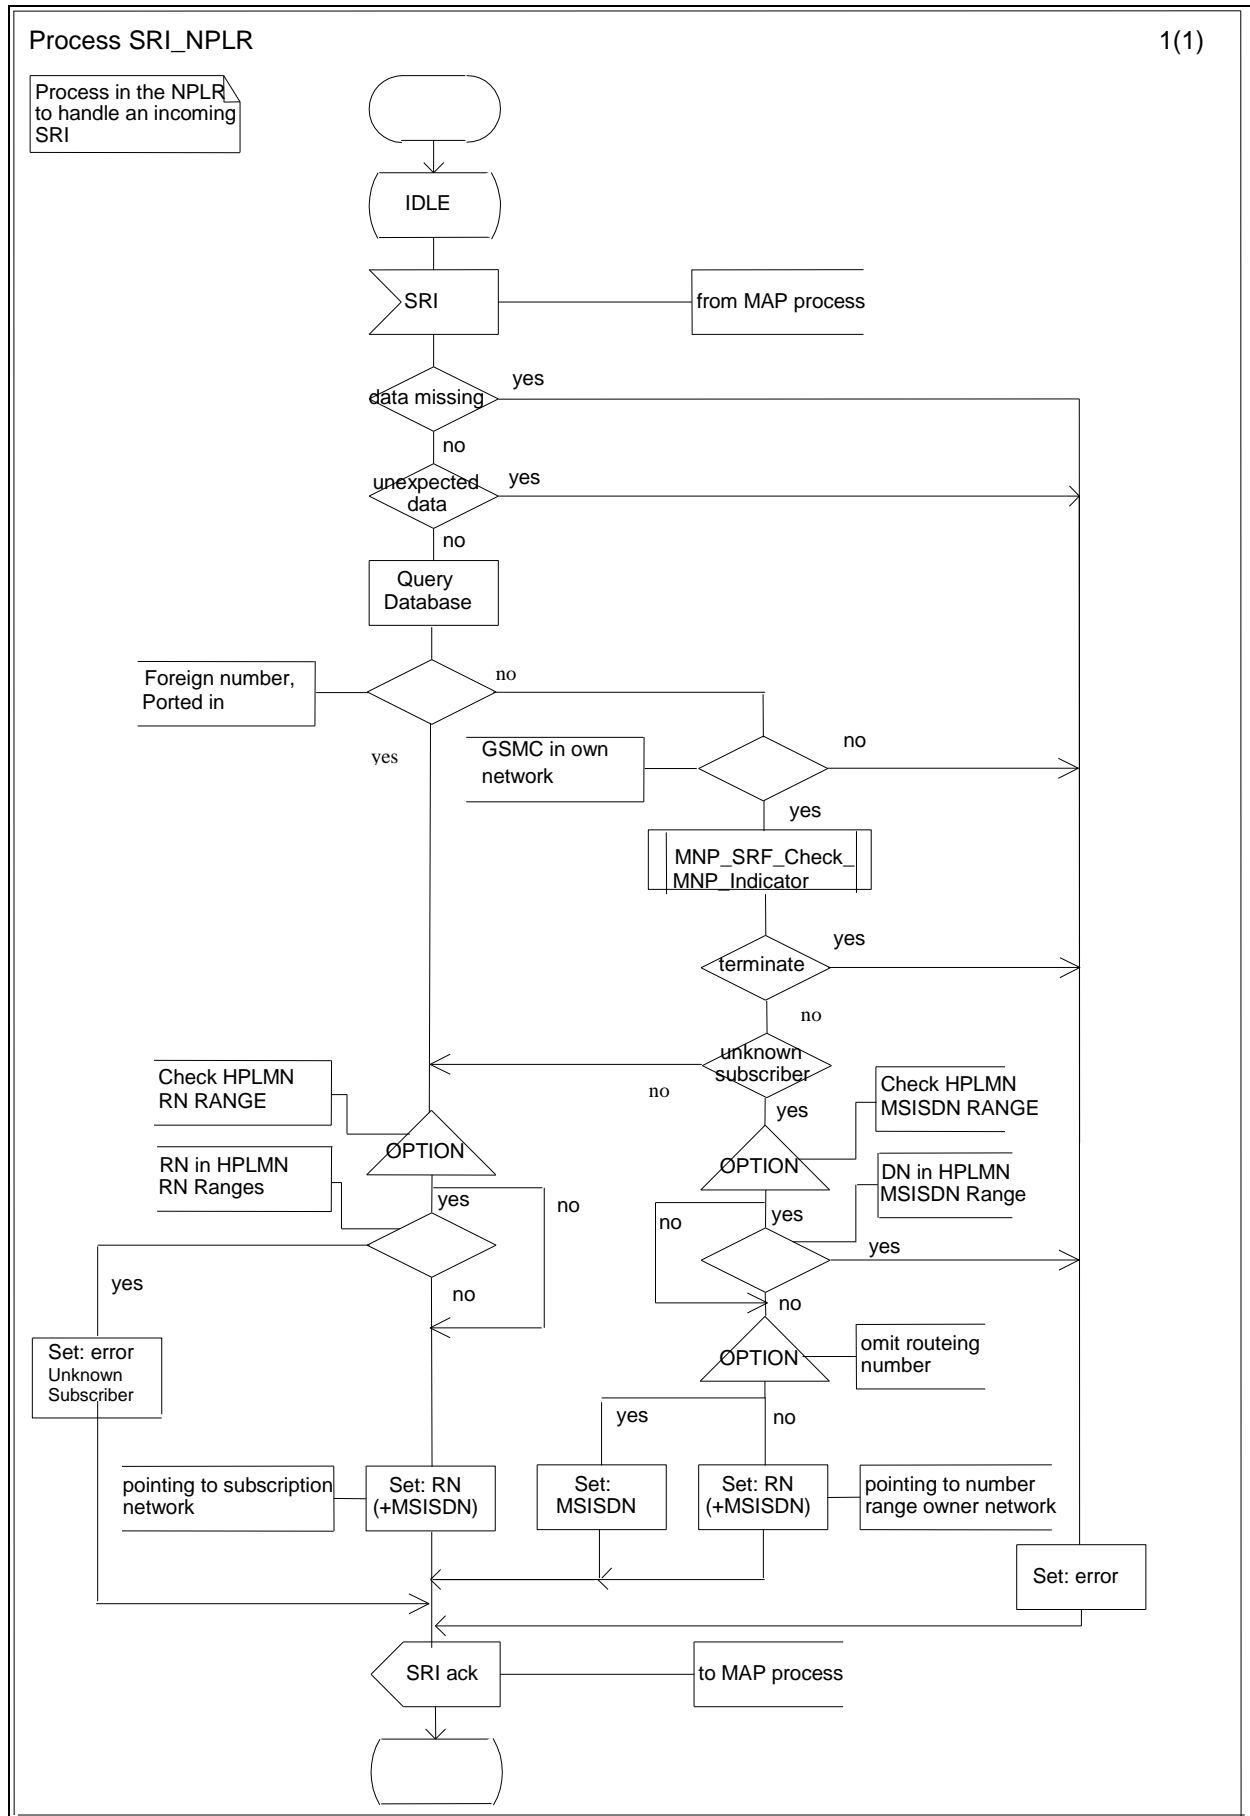 Process SRI_NPLR
1(1)
Process in the NPLR
to handle an incoming
SRI
IDLE
SRI
from MAP process
data missing
yes
no
unexpected
data
yes
no
Query
Database
Foreign number,
Ported in
no
yes
GSMC in own
network
no
yes
MNP_SRF_Check_
MNP_Indicator
terminate
yes
no
unknown
subscriber
no
yes
Check HPLMN
RN RANGE
OPTION
Check HPLMN
MSISDN RANGE
OPTION
RN in HPLMN
RN Ranges
yes
no
DN in HPLMN
MSISDN Range
no
yes
yes
yes
no
no
Set: error
Unknown
Subscriber
OPTION
omit routeing
number
yes
no
pointing to subscription
network
Set: RN
(+MSISDN)
Set:
MSISDN
Set: RN
(+MSISDN)
pointing to number
range owner network
Set: error
SRI ack
to MAP process